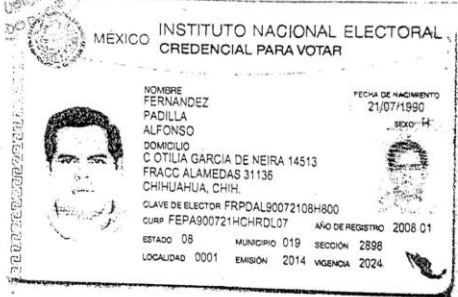 MÉXICO INSTITUTO NACIONAL ELECTORAL
CREDENCIAL PARA VOTAR
NOMBRE
FERNANDEZ
PADILLA
ALFONSO
FECHA DE NACIMIENTO
21/07/1990
SEXO H
DOMICILIO
C OTILIA GARCIA DE NEIRA 14513
FRACC ALAMEDAS 31136
CHIHUAHUA, CHIH.
CLAVE DE ELECTOR FRPDAL90072108H800
CURP FEPA900721HCHRDL07 AÑO DE REGISTRO 2008 01
ESTADO 08 MUNICIPIO 019 SECCIÓN 2898
LOCALIDAD 0001 EMISIÓN 2014 VIGENCIA 2024